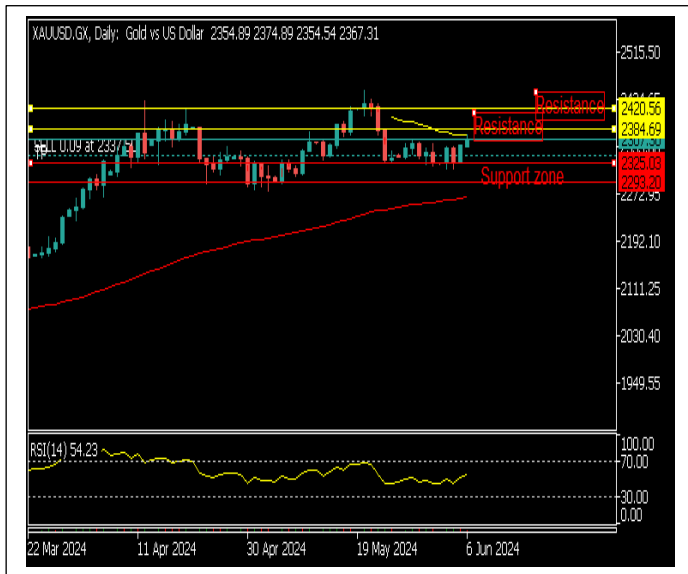 XAUUSD.GX, Daily: Gold vs US Dollar 2354.89 2374.89 2354.54 2367.31
2515.50
Resistance
2420.56
Resistance
2384.69
SELL 0.09 at 2337.51
2325.03
Support zone
2293.20
2272.95
2192.10
2111.25
2030.40
1949.55
RSI(14) 54.23
100.00
70.00
30.00
0.00
22 Mar 2024 11 Apr 2024 30 Apr 2024 19 May 2024 6 Jun 2024